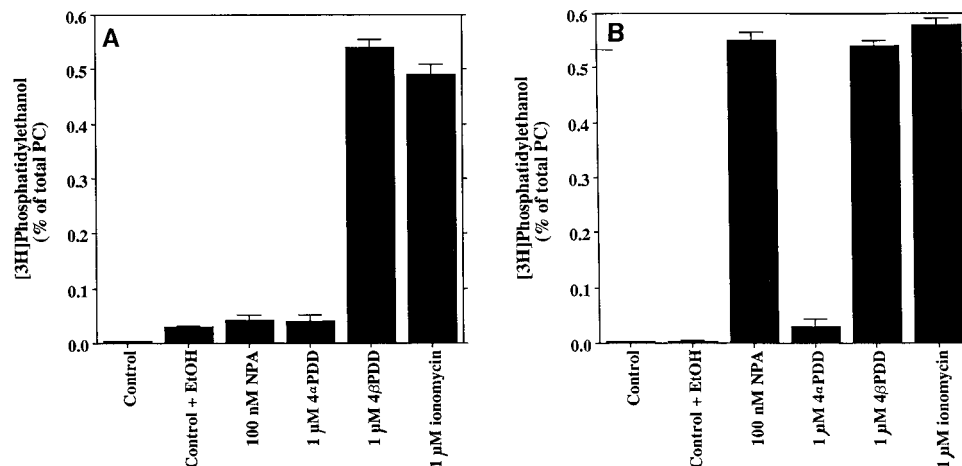 A
[3H]Phosphatidylethanol
(% of total PC)
0.6
0.5
0.4
0.3
0.2
0.1
0.0
Control
Control + EtOH
100 nM NPA
1 μM 4αPDD
1 μM 4βPDD
1 μM ionomycin
B
[3H]Phosphatidylethanol
(% of total PC)
0.6
0.5
0.4
0.3
0.2
0.1
0.0
Control
Control + EtOH
100 nM NPA
1 μM 4αPDD
1 μM 4βPDD
1 μM ionomycin